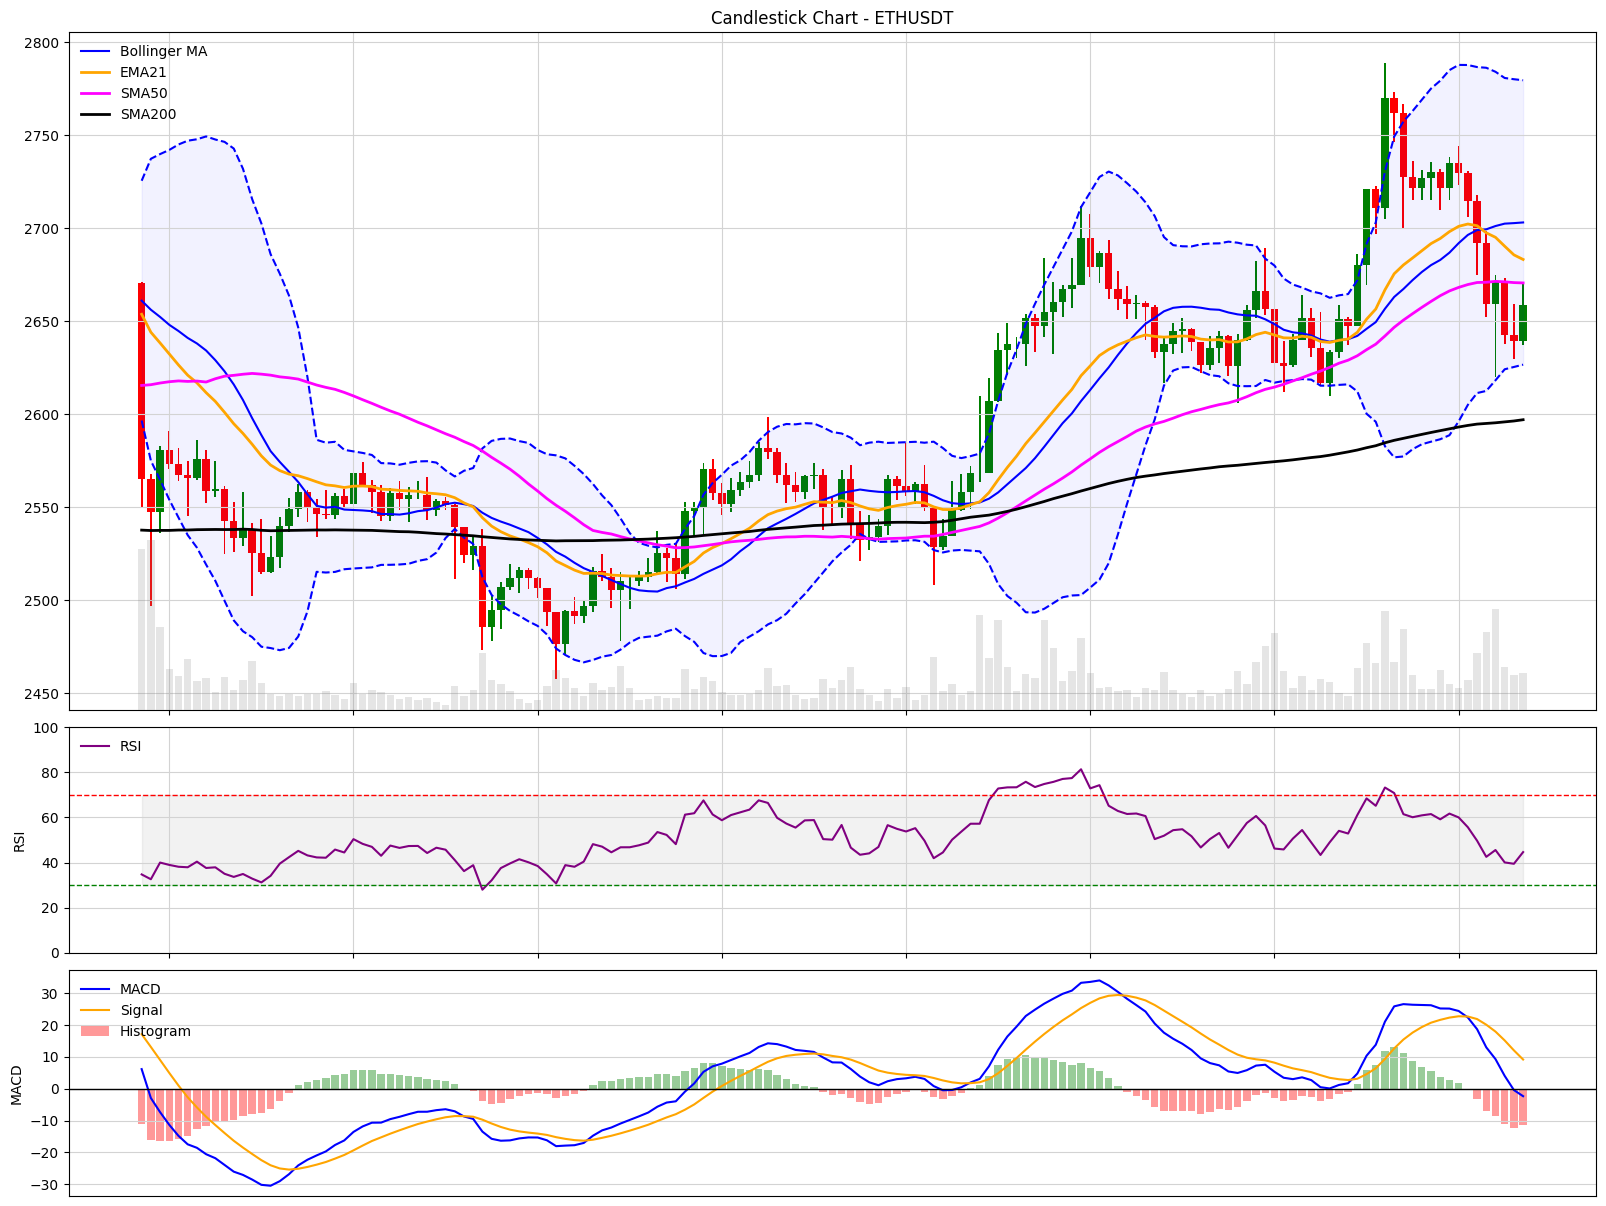 Candlestick Chart - ETHUSDT
Bollinger MA
EMA21
SMA50
SMA200
2800
2750
2700
2650
2600
2550
2500
2450
RSI
100
80
60
40
20
0
RSI
MACD
Signal
Histogram
30
20
10
0
−10
−20
−30
MACD